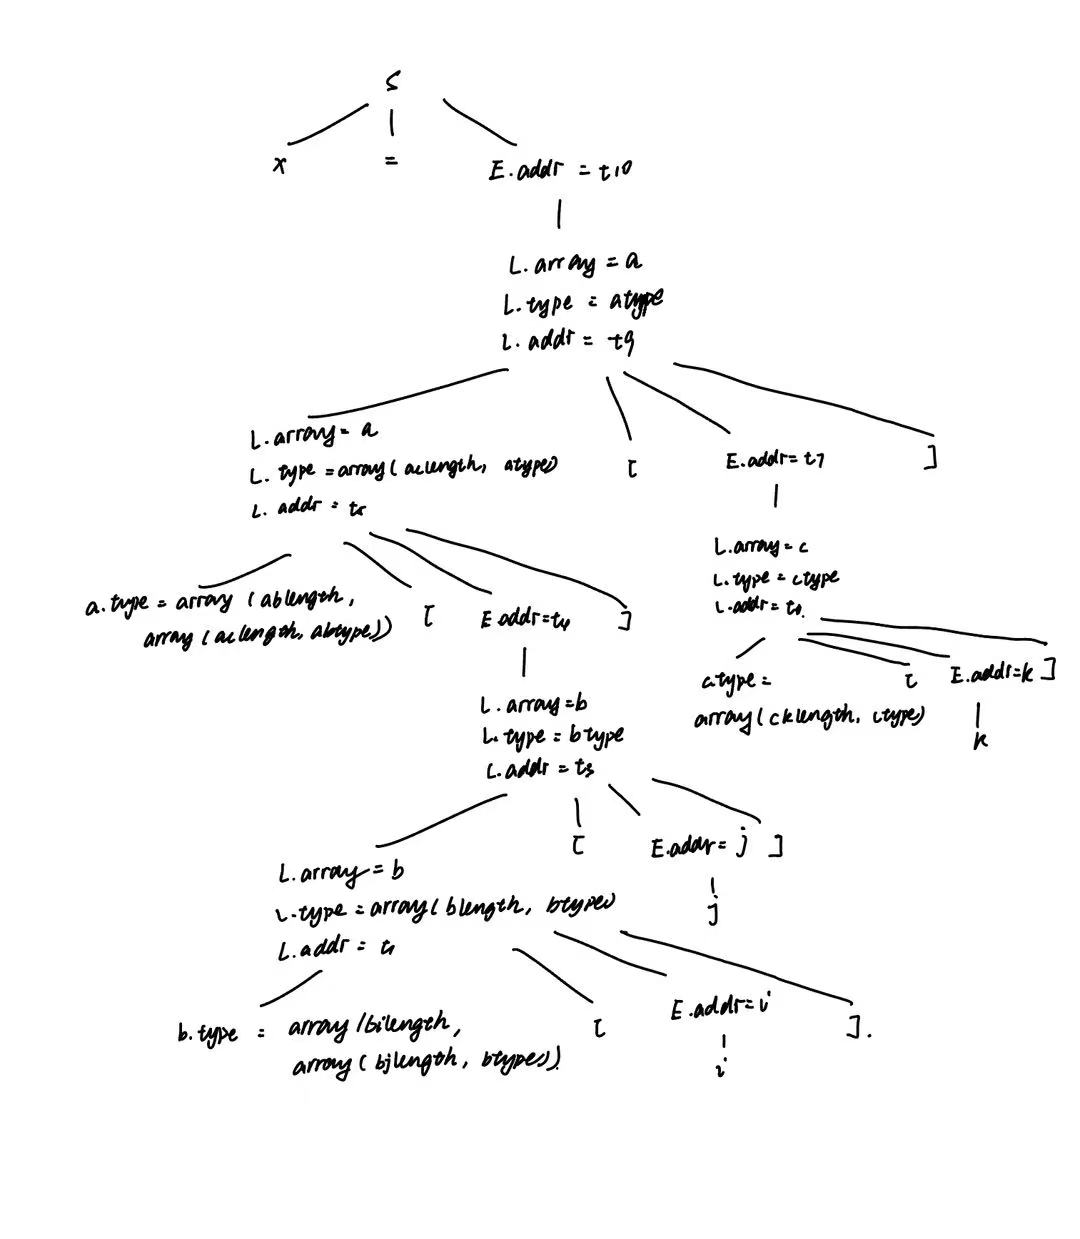 S
x = E.addr = t10
L.array = a
L.type = atype
L.addr = t9
L.array = a
L. type = array( aclength, atype)
L. addr = t5
[ E.addr = t7 ]
L.array = c
L.type = ctype
L.addr = t6
a.type = array ( ablength,
array ( aclength, abtype))
[ E.addr = t4 ]
c.type =
array( cklength, ctype)
[ E.addr = k ]
k
L.array = b
L.type = btype
L.addr = t3
[ E.addr = j ]
j
L.array = b
L.type = array( blength, btype)
L.addr = t1
b.type = array (bilength,
array ( bjlength, btype)).
[ E.addr = i ].
i